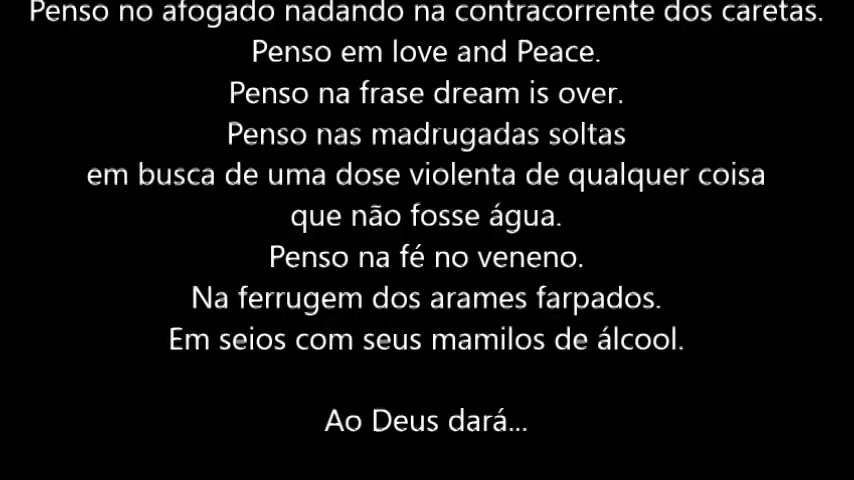 Penso no afogado nadando na contracorrente dos caretas.
Penso em love and Peace.
Penso na frase dream is over.
Penso nas madrugadas soltas
em busca de uma dose violenta de qualquer coisa
que não fosse água.
Penso na fé no veneno.
Na ferrugem dos arames farpados.
Em seios com seus mamilos de álcool.
Ao Deus dará...